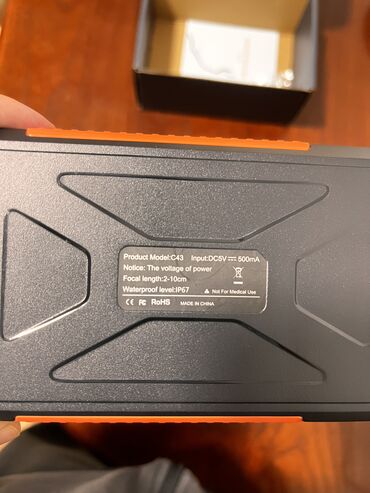 Product Model:C43 Input:DC5V 500mA
Notice: The voltage of power
Focal length:2-10cm
Waterproof level:IP67 Not For Medical Use
CE FC RoHS MADE IN CHINA